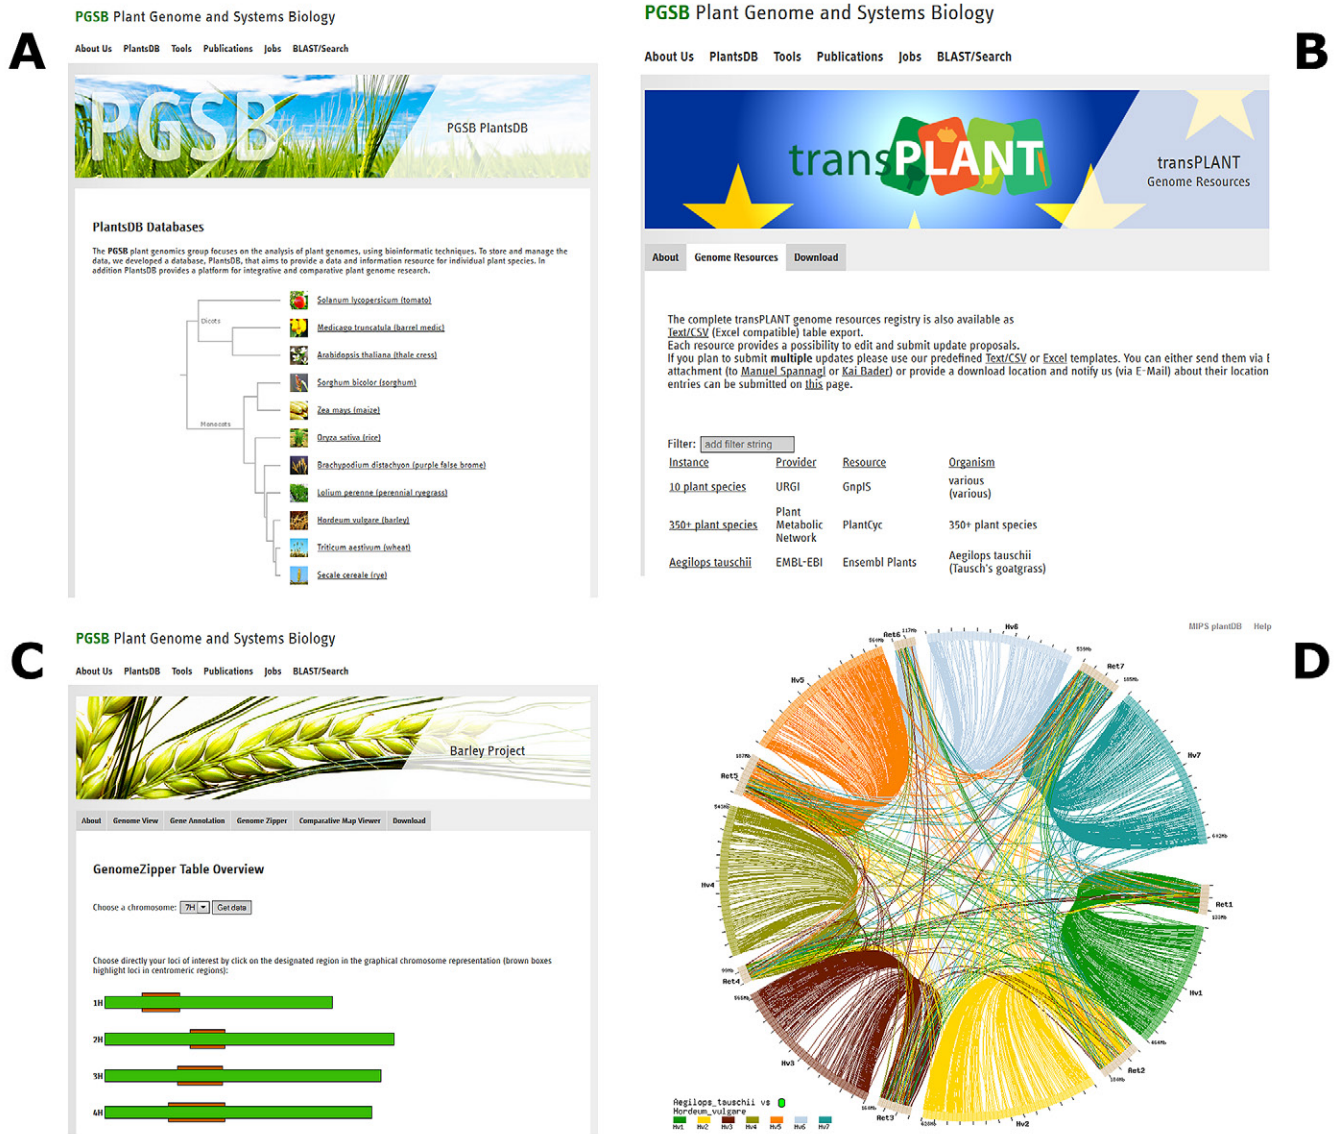 A
PGSB Plant Genome and Systems Biology
About Us PlantsDB Tools Publications Jobs BLAST/Search
PGSB
PGSB PlantsDB
PlantsDB Databases
The PGSB plant genomics group focuses on the analysis of plant genomes, using bioinformatic techniques. To store and manage the
data, we developed a database, PlantsDB, that aims to provide a data and information resource for individual plant species. In
addition PlantsDB provides a platform for integrative and comparative plant genome research.
Dicots
Monocots
Solanum lycopersicum (tomato)
Medicago truncatula (barrel medic)
Arabidopsis thaliana (thale cress)
Sorghum bicolor (sorghum)
Zea mays (maize)
Oryza sativa (rice)
Brachypodium distachyon (purple false brome)
Lolium perenne (perennial ryegrass)
Hordeum vulgare (barley)
Triticum aestivum (wheat)
Secale cereale (rye)
B
PGSB Plant Genome and Systems Biology
About Us PlantsDB Tools Publications Jobs BLAST/Search
transPLANT
transPLANT
Genome Resources
About Genome Resources Download
The complete transPLANT genome resources registry is also available as
Text/CSV (Excel compatible) table export.
Each resource provides a possibility to edit and submit update proposals.
If you plan to submit multiple updates please use our predefined Text/CSV or Excel templates. You can either send them via E
attachment (to Manuel Spannagl or Kai Bader) or provide a download location and notify us (via E-Mail) about their location
entries can be submitted on this page.
Filter: add filter string
Instance Provider Resource Organism
10 plant species URGI GnpIS various
(various)
350+ plant species Plant
Metabolic
Network PlantCyc 350+ plant species
Aegilops tauschii EMBL-EBI Ensembl Plants Aegilops tauschii
(Tausch's goatgrass)
C
PGSB Plant Genome and Systems Biology
About Us PlantsDB Tools Publications Jobs BLAST/Search
Barley Project
About Genome View Gene Annotation Genome Zipper Comparative Map Viewer Download
GenomeZipper Table Overview
Choose a chromosome: 7H Get data
Choose directly your loci of interest by click on the designated region in the graphical chromosome representation (brown boxes
highlight loci in centromeric regions):
1H
2H
3H
4H
D
MIPS plantDB Help
Aet6
117Mb
Hv6
Aet7
Hv7
Aet1
Hv1
Aet2
Hv2
Aet3
Hv3
Aet4
Hv4
Aet5
Hv5
Aegilops_tauschii vs
Hordeum_vulgare
Hv1 Hv2 Hv3 Hv4 Hv5 Hv6 Hv7